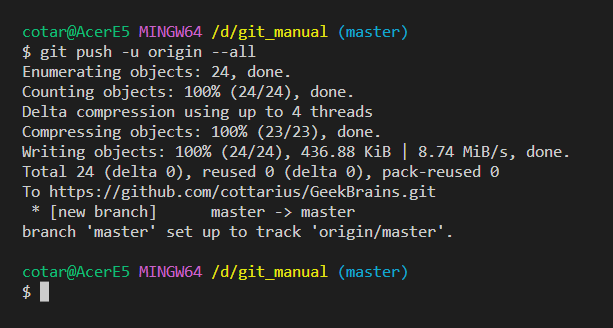 cotar@AcerE5 MINGW64 /d/git_manual (master)
$ git push -u origin --all
Enumerating objects: 24, done.
Counting objects: 100% (24/24), done.
Delta compression using up to 4 threads
Compressing objects: 100% (23/23), done.
Writing objects: 100% (24/24), 436.88 KiB | 8.74 MiB/s, done.
Total 24 (delta 0), reused 0 (delta 0), pack-reused 0
To https://github.com/cottarius/GeekBrains.git
 * [new branch]      master -> master
branch 'master' set up to track 'origin/master'.
cotar@AcerE5 MINGW64 /d/git_manual (master)
$